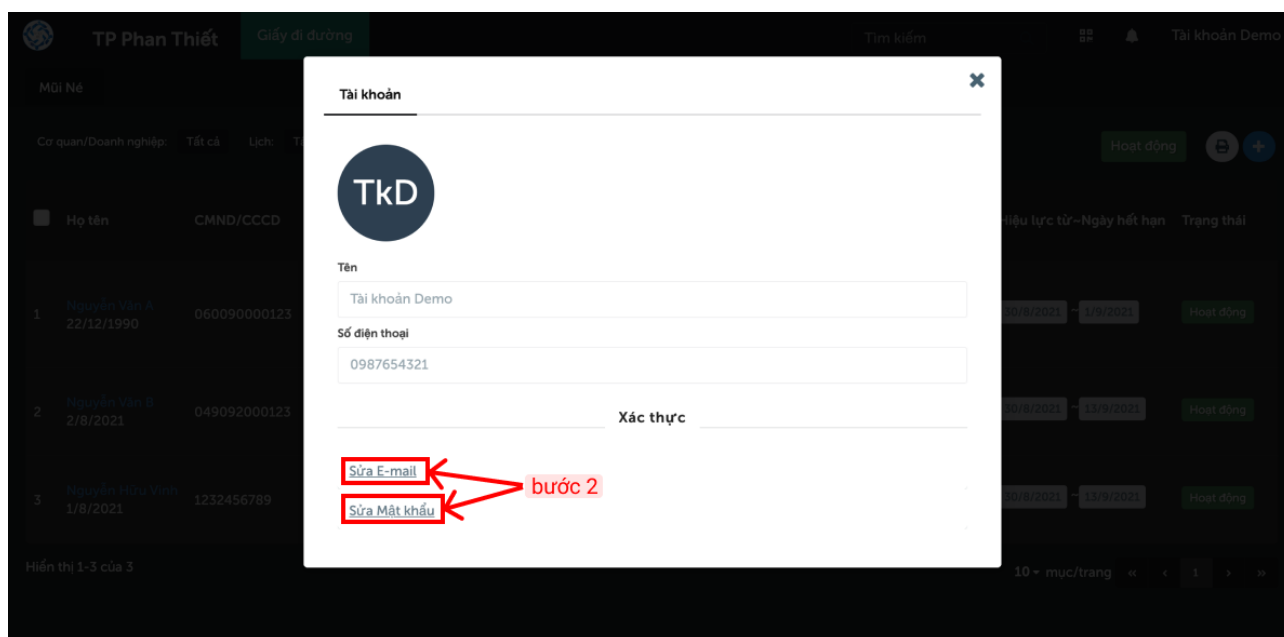 TP Phan Thiết Giấy đi đường Tìm kiếm Tài khoản Demo
Mũi Né
Tài khoản
Cơ quan/Doanh nghiệp: Tất cả Lịch: Hoạt động
TkD
Họ tên CMND/CCCD Hiệu lực từ~Ngày hết hạn Trạng thái
Tên
Tài khoản Demo
1 Nguyễn Văn A 22/12/1990 060090000123 30/8/2021 ~ 1/9/2021 Hoạt động
Số điện thoại
0987654321
2 Nguyễn Văn B 2/8/2021 049092000123 30/8/2021 ~ 13/9/2021 Hoạt động
Xác thực
Sửa E-mail
bước 2
3 Nguyễn Hữu Vinh 1/8/2021 1232456789 30/8/2021 ~ 13/9/2021 Hoạt động
Sửa Mật khẩu
Hiển thị 1-3 của 3 10 mục/trang « ‹ 1 › »